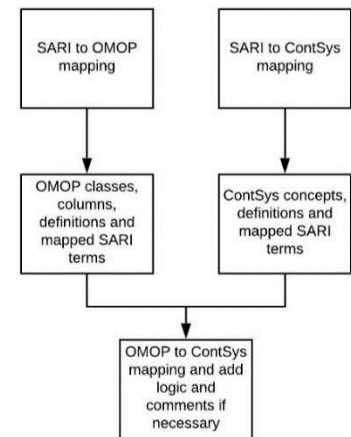 SARI to OMOP
mapping
SARI to ContSys
mapping
OMOP classes,
columns,
definitions and
mapped SARI
terms
ContSys concepts,
definitions and
mapped SARI
terms
OMOP to ContSys
mapping and add
logic and
comments if
necessary